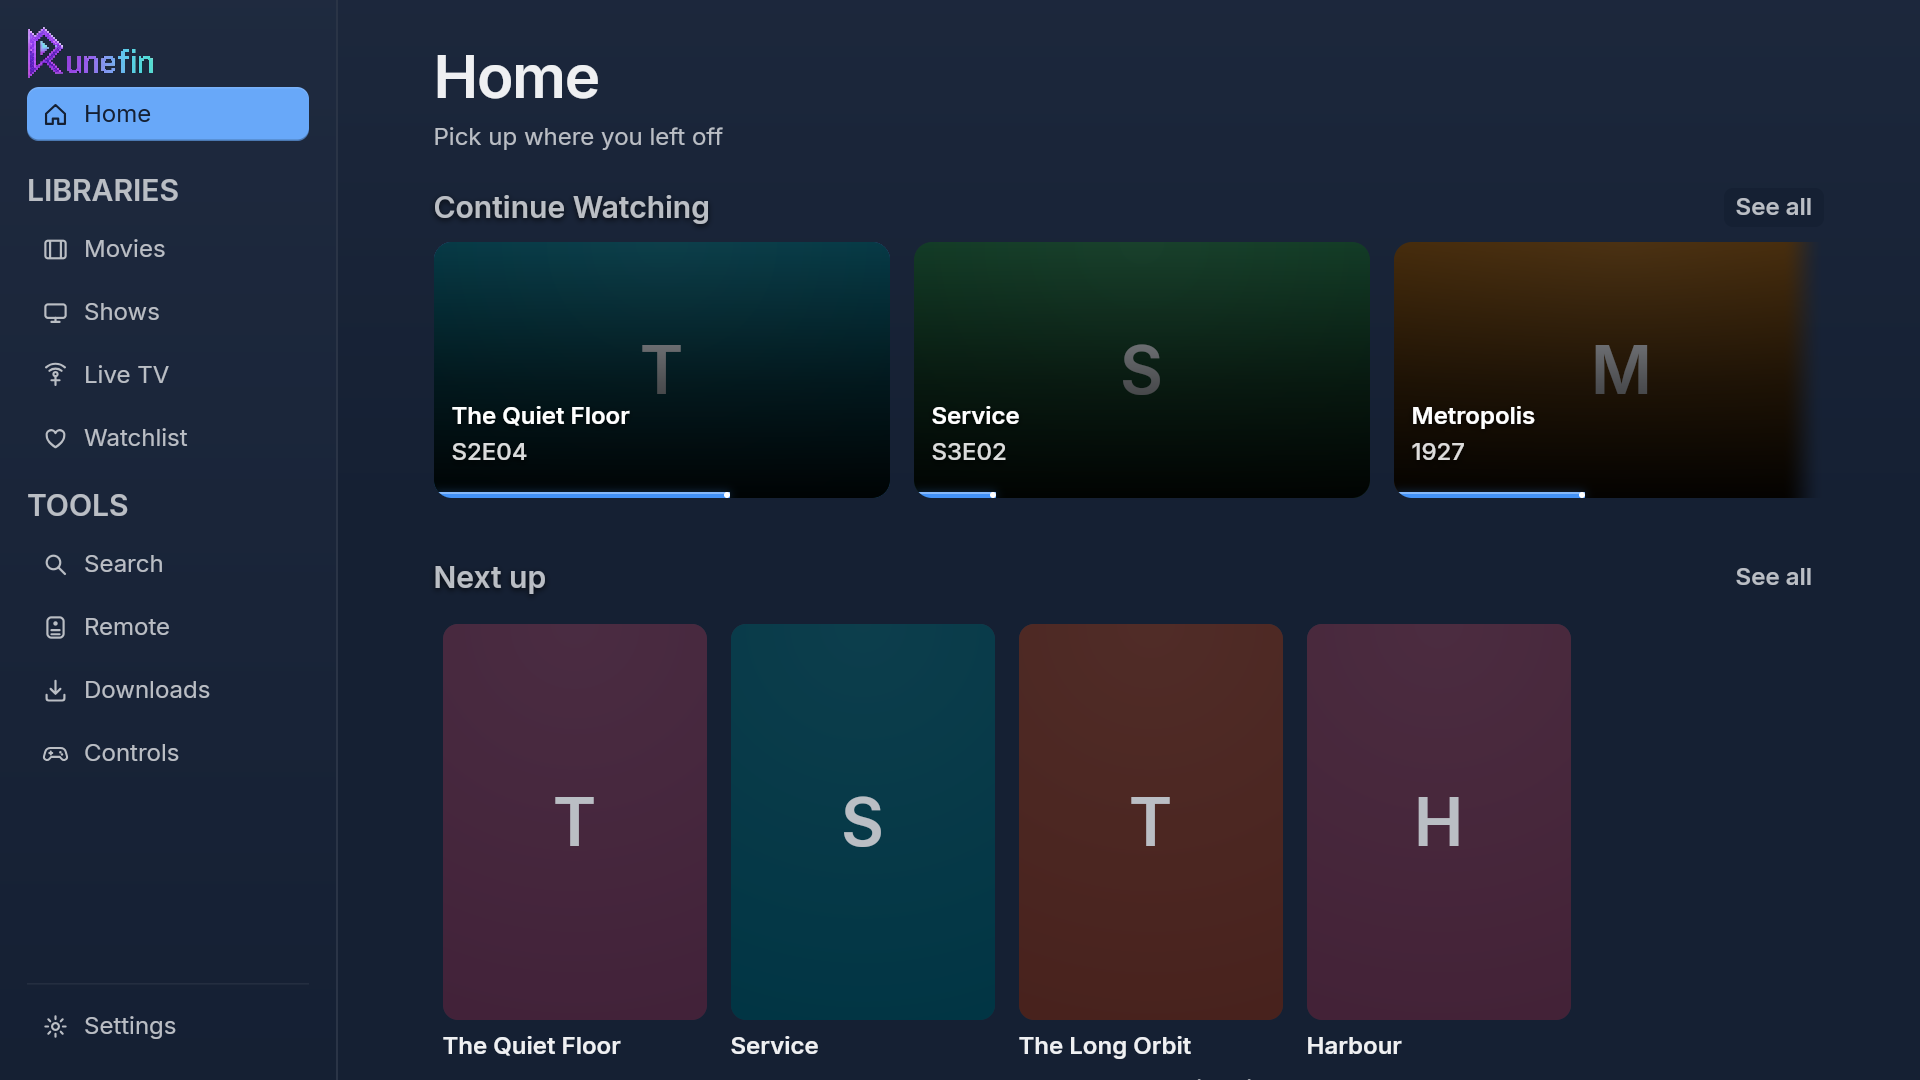 Runefin
Home
LIBRARIES
Movies
Shows
Live TV
Watchlist
TOOLS
Search
Remote
Downloads
Controls
Settings
Home
Pick up where you left off
Continue Watching
See all
T
The Quiet Floor
S2E04
S
Service
S3E02
M
Metropolis
1927
Next up
See all
T
The Quiet Floor
S
Service
T
The Long Orbit
H
Harbour